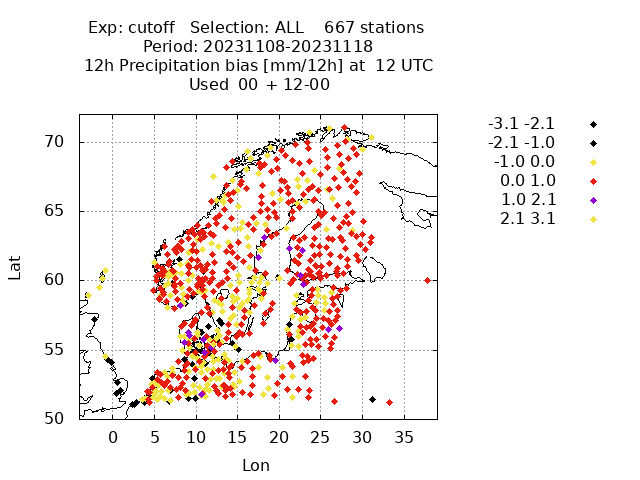 Exp: cutoff Selection: ALL 667 stations
Period: 20231108-20231118
12h Precipitation bias [mm/12h] at 12 UTC
Used 00 + 12-00
-3.1 -2.1
-2.1 -1.0
-1.0 0.0
0.0 1.0
1.0 2.1
2.1 3.1
70
65
60
55
50
Lat
0 5 10 15 20 25 30 35
Lon